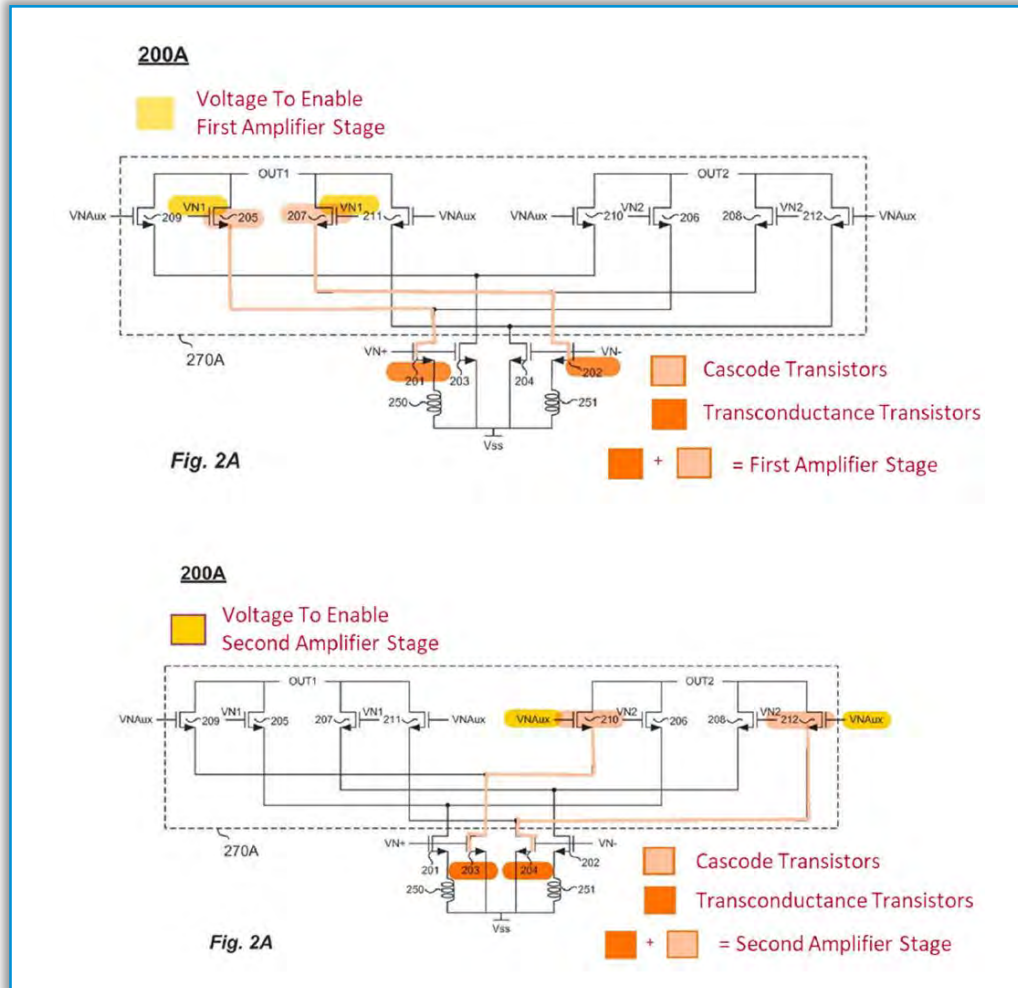 200A
Voltage To Enable
First Amplifier Stage
OUT1 OUT2
VNAux 209 VN1 205 207 VN1 211 VNAux VNAux 210 VN2 206 208 VN2 212 VNAux
270A
VN+ 201 203 204 202 VN-
250 251
Vss
Cascode Transistors
Transconductance Transistors
+ = First Amplifier Stage
Fig. 2A
200A
Voltage To Enable
Second Amplifier Stage
OUT1 OUT2
VNAux 209 VN1 205 207 VN1 211 VNAux VNAux 210 VN2 206 208 VN2 212 VNAux
270A
VN+ 201 203 204 202 VN-
250 251
Vss
Cascode Transistors
Transconductance Transistors
+ = Second Amplifier Stage
Fig. 2A